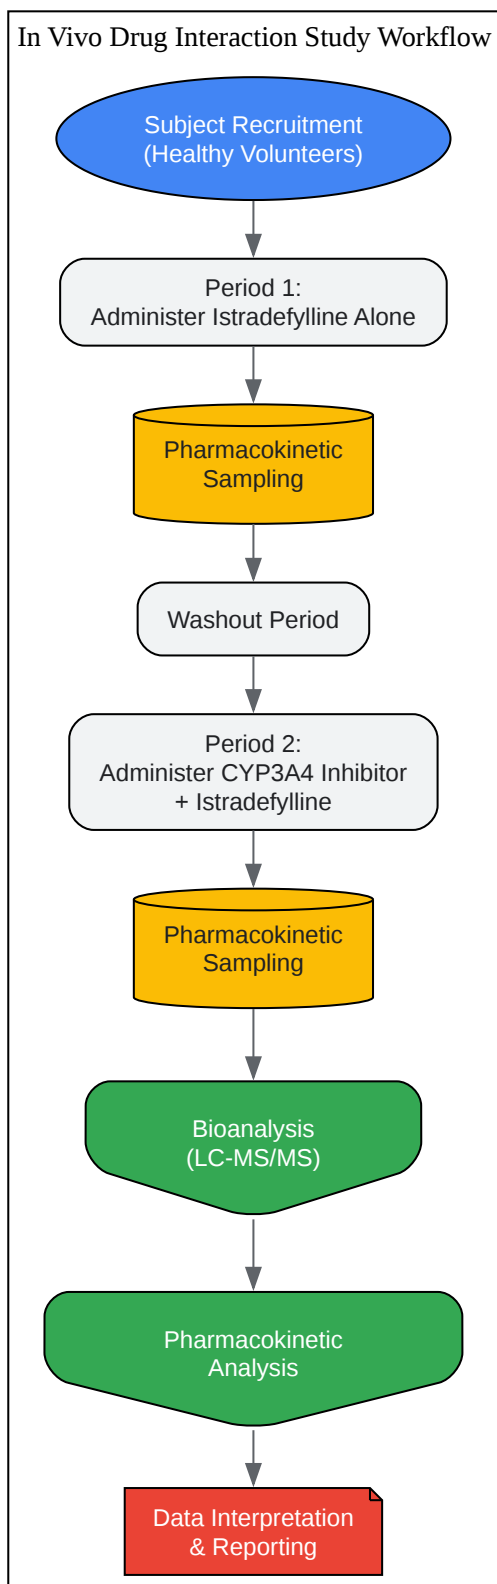 In Vivo Drug Interaction Study Workflow
Subject Recruitment
(Healthy Volunteers)
Period 1:
Administer Istradefylline Alone
Pharmacokinetic
Sampling
Washout Period
Period 2:
Administer CYP3A4 Inhibitor
+ Istradefylline
Pharmacokinetic
Sampling
Bioanalysis
(LC-MS/MS)
Pharmacokinetic
Analysis
Data Interpretation
& Reporting